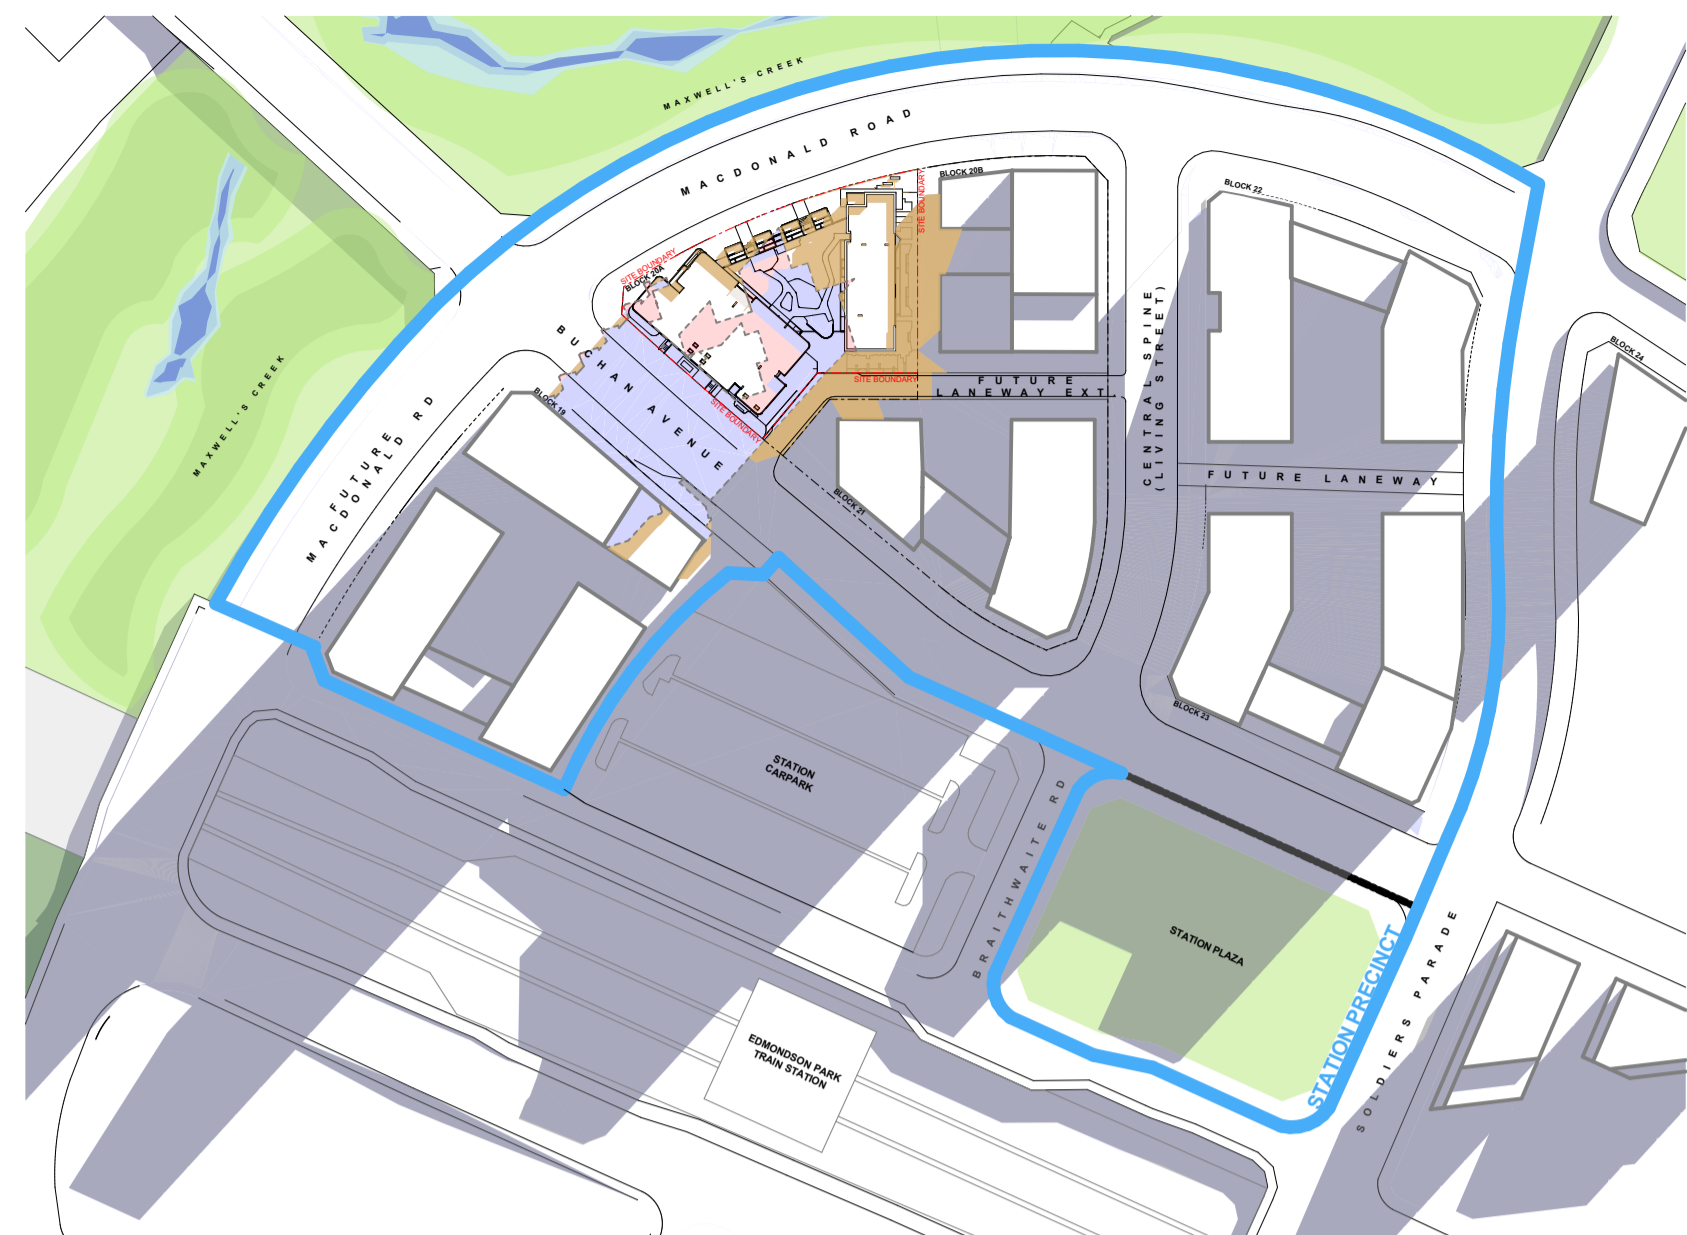 MAXWELL'S CREEK
MACDONALD ROAD
BLOCK 20B
SITE BOUNDARY
BLOCK 22
SITE BOUNDARY
BLOCK 20A
BUCHAN AVENUE
CENTRAL SPINE
(LIVING STREET)
BLOCK 24
MAXWELL'S CREEK
FUTURE
MACDONALD RD
BLOCK 19
SITE BOUNDARY
SITE BOUNDARY
FUTURE
LANEWAY EXT.
FUTURE LANEWAY
BLOCK 21
BLOCK 23
STATION
CARPARK
BRAITHWAITE RD
STATION PLAZA
STATION PRECINCT
SOLDIERS PARADE
EDMONDSON PARK
TRAIN STATION